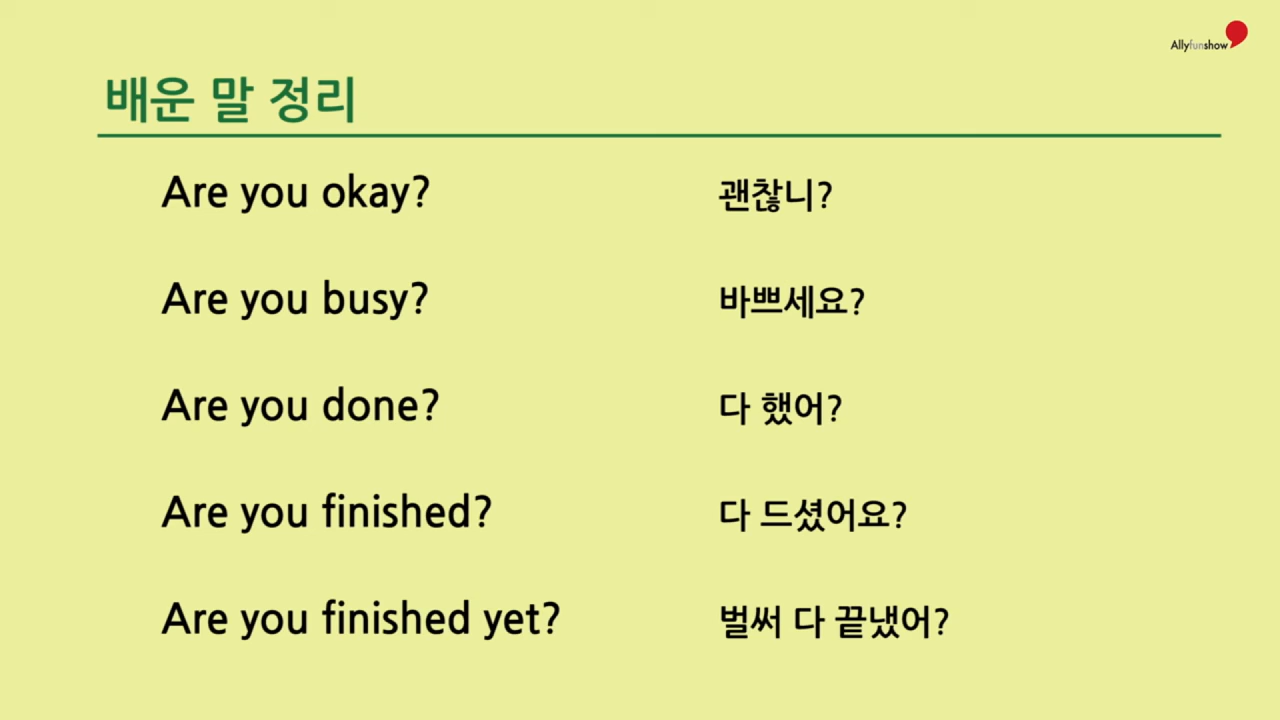 Allyfunshow
배운 말 정리
Are you okay? 괜찮니?
Are you busy? 바쁘세요?
Are you done? 다 했어?
Are you finished? 다 드셨어요?
Are you finished yet? 벌써 다 끝냈어?